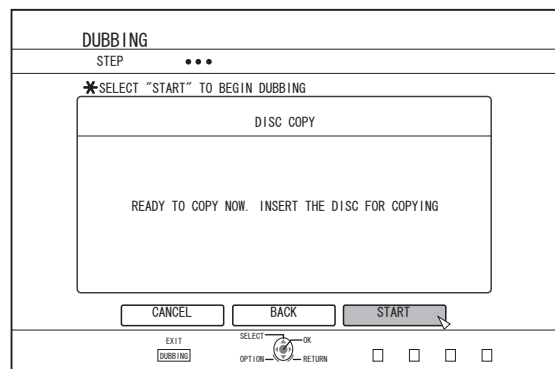 DUBBING
STEP •••
*SELECT "START" TO BEGIN DUBBING
DISC COPY
READY TO COPY NOW. INSERT THE DISC FOR COPYING
CANCEL BACK START
EXIT SELECT OK
DUBBING OPTION RETURN